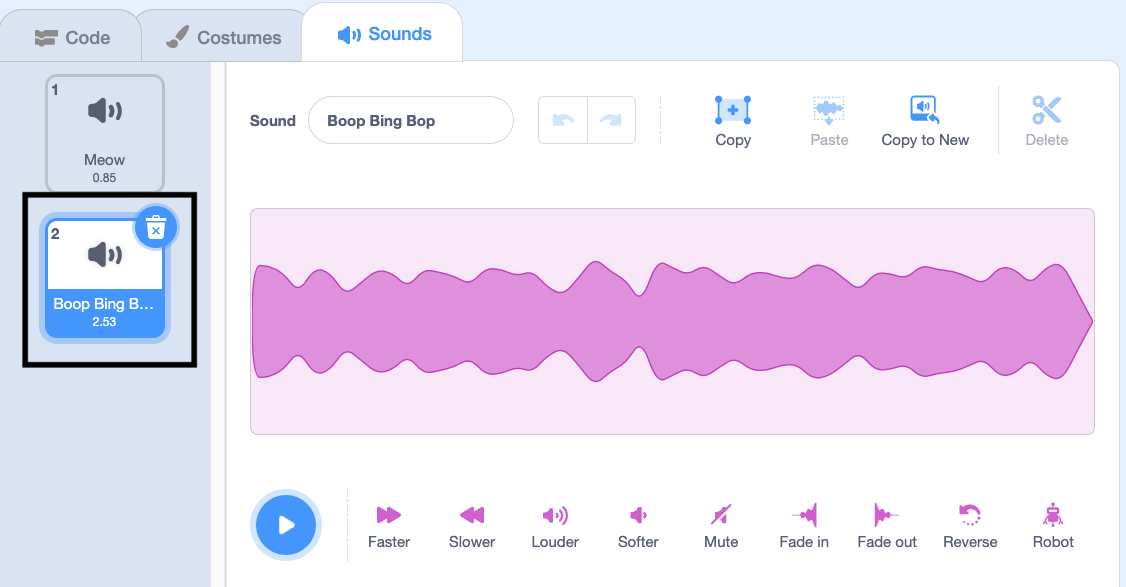 Code
Costumes
Sounds
1
Meow
0.85
2
Boop Bing B...
2.53
Sound
Boop Bing Bop
Copy
Paste
Copy to New
Delete
Faster
Slower
Louder
Softer
Mute
Fade in
Fade out
Reverse
Robot